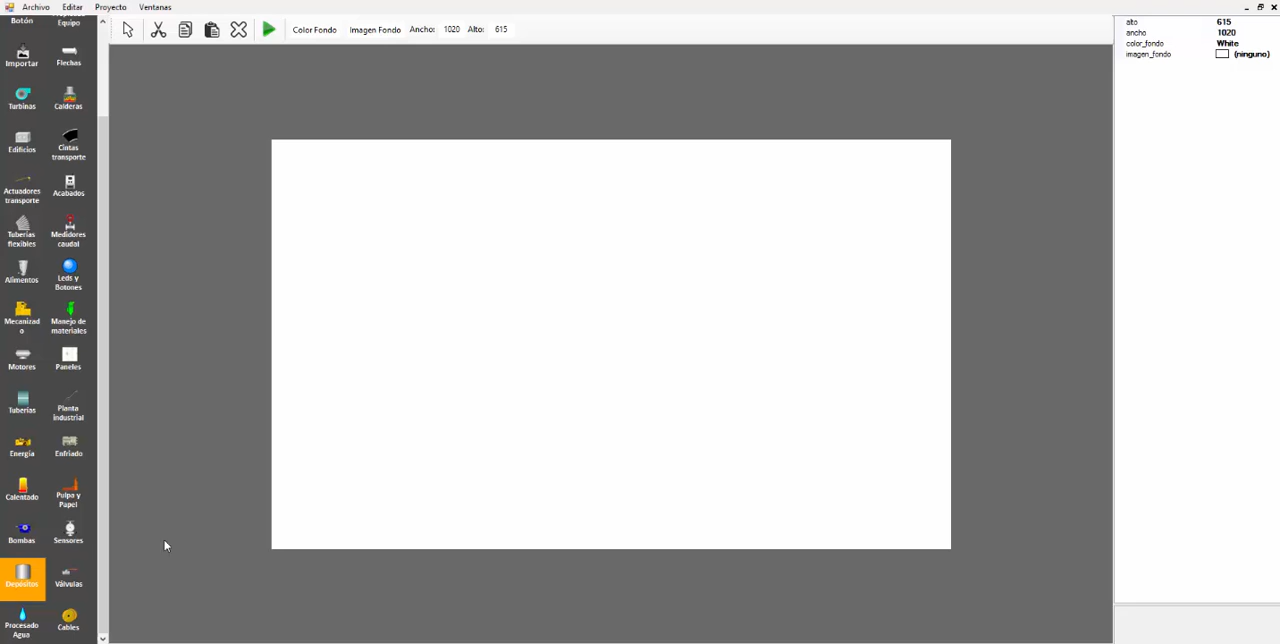 Archivo Editar Proyecto Ventanas
Botón
Equipo
Importar
Flechas
Turbinas
Calderas
Edificios
Cintas
transporte
Actuadores
transporte
Acabados
Tuberías
flexibles
Medidores
caudal
Alimentos
Leds y
Botones
Mecanizad
o
Manejo de
materiales
Motores
Paneles
Tuberías
Planta
industrial
Energía
Enfriado
Calentado
Pulpa y
Papel
Bombas
Sensores
Depósitos
Válvulas
Procesado
Agua
Cables
Color Fondo Imagen Fondo Ancho: 1020 Alto: 615
alto 615
ancho 1020
color_fondo White
imagen_fondo (ninguno)